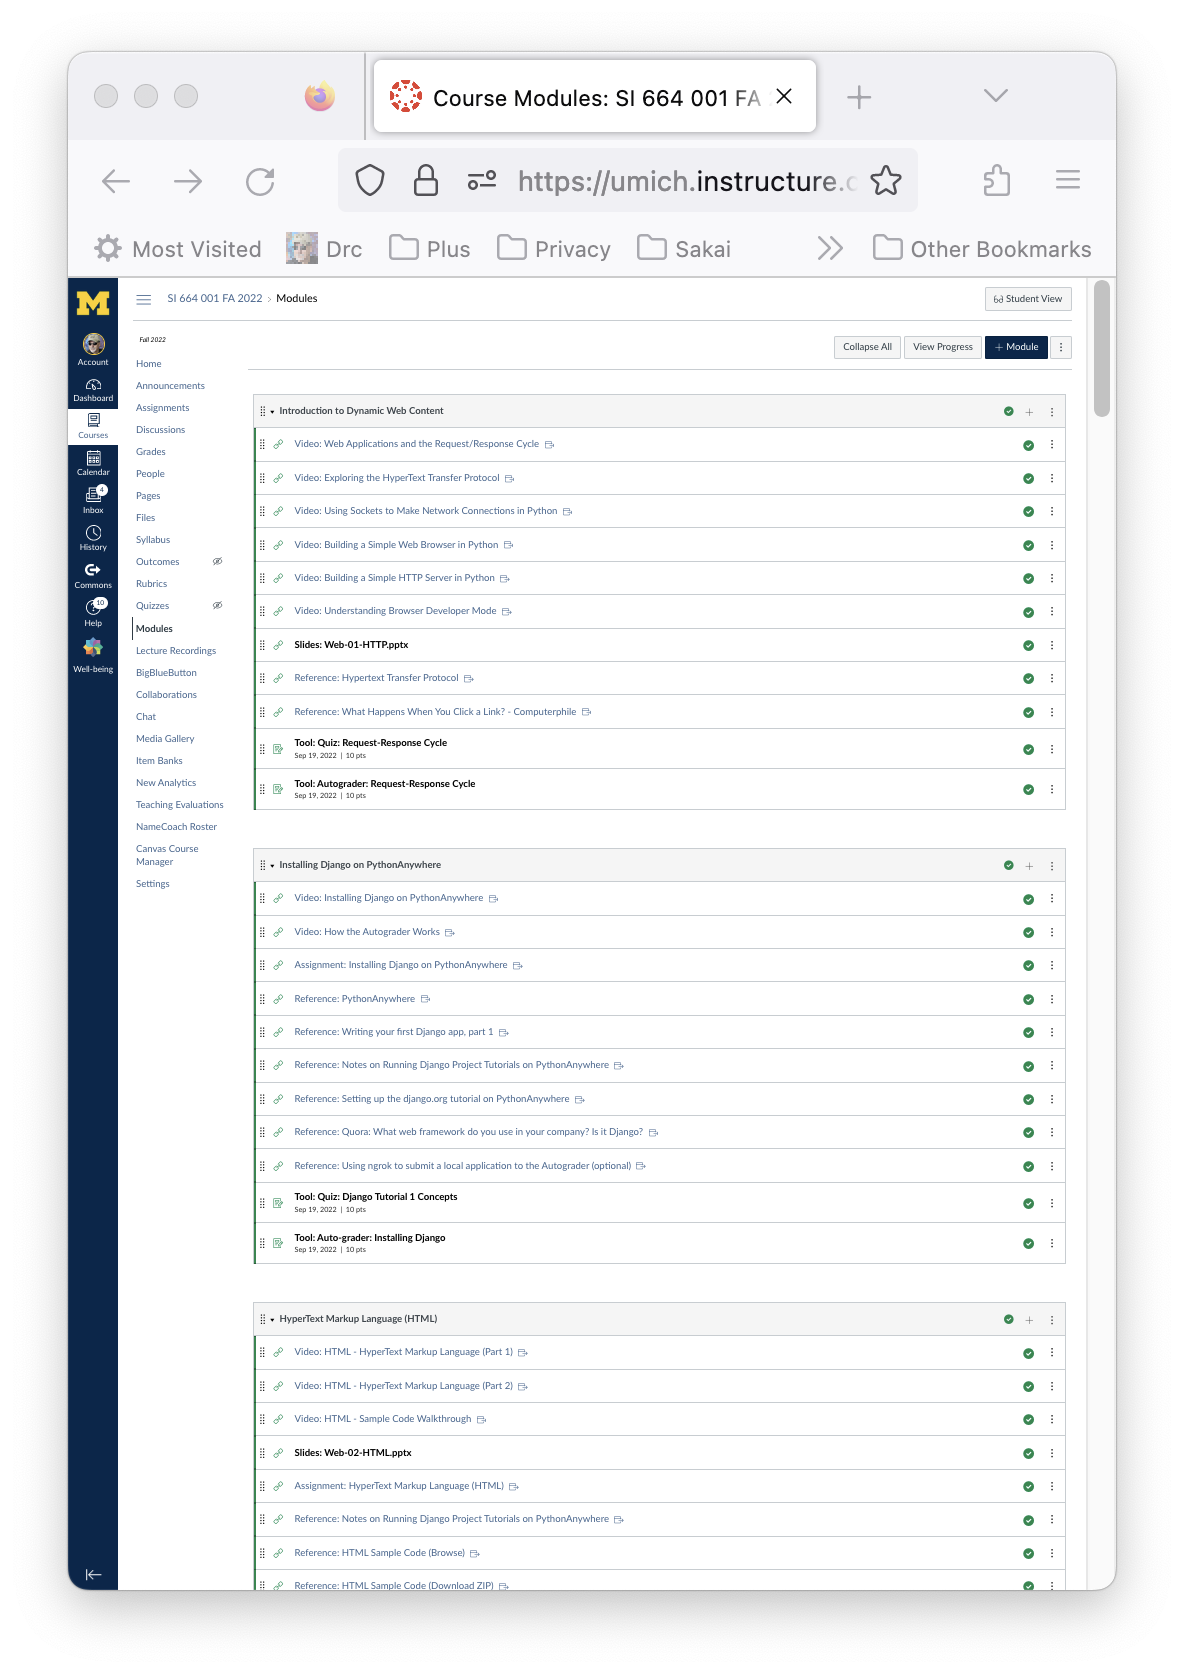 Course Modules: SI 664 001 FA
https://umich.instructure.c
Most Visited
Drc
Plus
Privacy
Sakai
Other Bookmarks
M
Account
Dashboard
Courses
Calendar
4
Inbox
History
Commons
10
Help
Well-being
SI 664 001 FA 2022 › Modules
Student View
Fall 2022
Home
Announcements
Assignments
Discussions
Grades
People
Pages
Files
Syllabus
Outcomes
Rubrics
Quizzes
Modules
Lecture Recordings
BigBlueButton
Collaborations
Chat
Media Gallery
Item Banks
New Analytics
Teaching Evaluations
NameCoach Roster
Canvas Course
Manager
Settings
Collapse All
View Progress
+ Module
Introduction to Dynamic Web Content
Video: Web Applications and the Request/Response Cycle
Video: Exploring the HyperText Transfer Protocol
Video: Using Sockets to Make Network Connections in Python
Video: Building a Simple Web Browser in Python
Video: Building a Simple HTTP Server in Python
Video: Understanding Browser Developer Mode
Slides: Web-01-HTTP.pptx
Reference: Hypertext Transfer Protocol
Reference: What Happens When You Click a Link? - Computerphile
Tool: Quiz: Request-Response Cycle
Sep 19, 2022 | 10 pts
Tool: Autograder: Request-Response Cycle
Sep 19, 2022 | 10 pts
Installing Django on PythonAnywhere
Video: Installing Django on PythonAnywhere
Video: How the Autograder Works
Assignment: Installing Django on PythonAnywhere
Reference: PythonAnywhere
Reference: Writing your first Django app, part 1
Reference: Notes on Running Django Project Tutorials on PythonAnywhere
Reference: Setting up the django.org tutorial on PythonAnywhere
Reference: Quora: What web framework do you use in your company? Is it Django?
Reference: Using ngrok to submit a local application to the Autograder (optional)
Tool: Quiz: Django Tutorial 1 Concepts
Sep 19, 2022 | 10 pts
Tool: Auto-grader: Installing Django
Sep 19, 2022 | 10 pts
HyperText Markup Language (HTML)
Video: HTML - HyperText Markup Language (Part 1)
Video: HTML - HyperText Markup Language (Part 2)
Video: HTML - Sample Code Walkthrough
Slides: Web-02-HTML.pptx
Assignment: HyperText Markup Language (HTML)
Reference: Notes on Running Django Project Tutorials on PythonAnywhere
Reference: HTML Sample Code (Browse)
Reference: HTML Sample Code (Download ZIP)